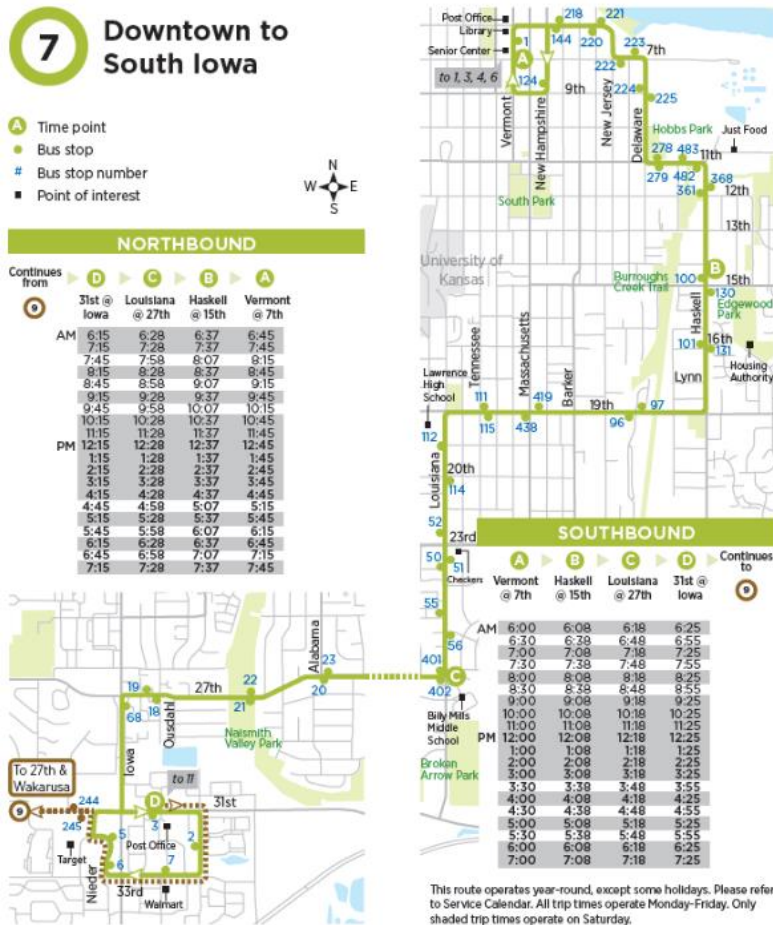 7
Downtown to
South Iowa
A Time point
Bus stop
# Bus stop number
Point of interest
N
W E
S
NORTHBOUND
Continues from 9 D C B A
31st @ Iowa Louisiana @ 27th Haskell @ 15th Vermont @ 7th
AM 6:15 6:28 6:37 6:45
7:15 7:28 7:37 7:45
7:45 7:58 8:07 8:15
8:15 8:28 8:37 8:45
8:45 8:58 9:07 9:15
9:15 9:28 9:37 9:45
9:45 9:58 10:07 10:15
10:15 10:28 10:37 10:45
11:15 11:28 11:37 11:45
PM 12:15 12:28 12:37 12:45
1:15 1:28 1:37 1:45
2:15 2:28 2:37 2:45
3:15 3:28 3:37 3:45
4:15 4:28 4:37 4:45
4:45 4:58 5:07 5:15
5:15 5:28 5:37 5:45
5:45 5:58 6:07 6:15
6:15 6:28 6:37 6:45
6:45 6:58 7:07 7:15
7:15 7:28 7:37 7:45
Post Office
Library
Senior Center
1
A
to 1, 3, 4, 6
124
218
144
221
220
223
222
7th
224
225
9th
Vermont
New Hampshire
New Jersey
Delaware
Hobbs Park
Just Food
278 483
11th
279 482
368
361
12th
South Park
13th
University of
Kansas
Burroughs
Creek Trail
100
B
15th
130
Edgewood
Park
Haskell
101
16th
131
Housing
Authority
Lynn
Tennessee
Massachusetts
Barker
Lawrence
High
School
111
419
97
19th
115
438
96
112
Louisiana
20th
114
52
23rd
50
51
Checkers
55
56
401
C
402
Billy Mills
Middle
School
Broken
Arrow Park
SOUTHBOUND
A B C D Continues to 9
Vermont @ 7th Haskell @ 15th Louisiana @ 27th 31st @ Iowa
AM 6:00 6:08 6:18 6:25
6:30 6:38 6:48 6:55
7:00 7:08 7:18 7:25
7:30 7:38 7:48 7:55
8:00 8:08 8:18 8:25
8:30 8:38 8:48 8:55
9:00 9:08 9:18 9:25
10:00 10:08 10:18 10:25
11:00 11:08 11:18 11:25
PM 12:00 12:08 12:18 12:25
1:00 1:08 1:18 1:25
2:00 2:08 2:18 2:25
3:00 3:08 3:18 3:25
3:30 3:38 3:48 3:55
4:00 4:08 4:18 4:25
4:30 4:38 4:48 4:55
5:00 5:08 5:18 5:25
5:30 5:38 5:48 5:55
6:00 6:08 6:18 6:25
7:00 7:08 7:18 7:25
Alabama
23
20
22
21
27th
19
18
68
Ousdahl
Naismith
Valley Park
Iowa
To 27th &
Wakarusa
to 11
244
9
D
31st
245
3
5
Post Office
2
Target
6
7
Nieder
33rd
Walmart
This route operates year-round, except some holidays. Please refer
to Service Calendar. All trip times operate Monday-Friday. Only
shaded trip times operate on Saturday.